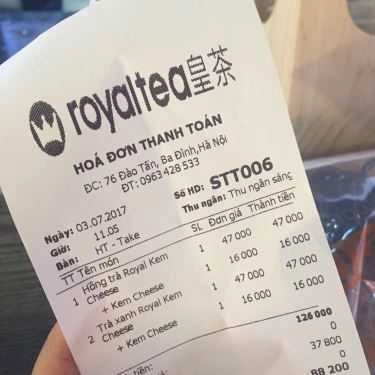 royaltea皇茶
HOÁ ĐƠN THANH TOÁN
ĐC: 76 Đào Tấn, Ba Đình,Hà Nội
ĐT: 0963 428 533
Số HD: STT006
Ngày: 03.07.2017 Thu ngân: Thu ngân sáng
Giờ: 11.05
Bàn: HT - Take
TT Tên món SL Đơn giá Thành tiền
1 Hồng trà Royal Kem 1 47 000 47 000
Cheese
+ Kem Cheese 1 16 000 16 000
2 Trà xanh Royal Kem 1 47 000 47 000
Cheese
+ Kem Cheese 1 16 000 16 000
126 000
tiền: 0
37 800
0
88 200